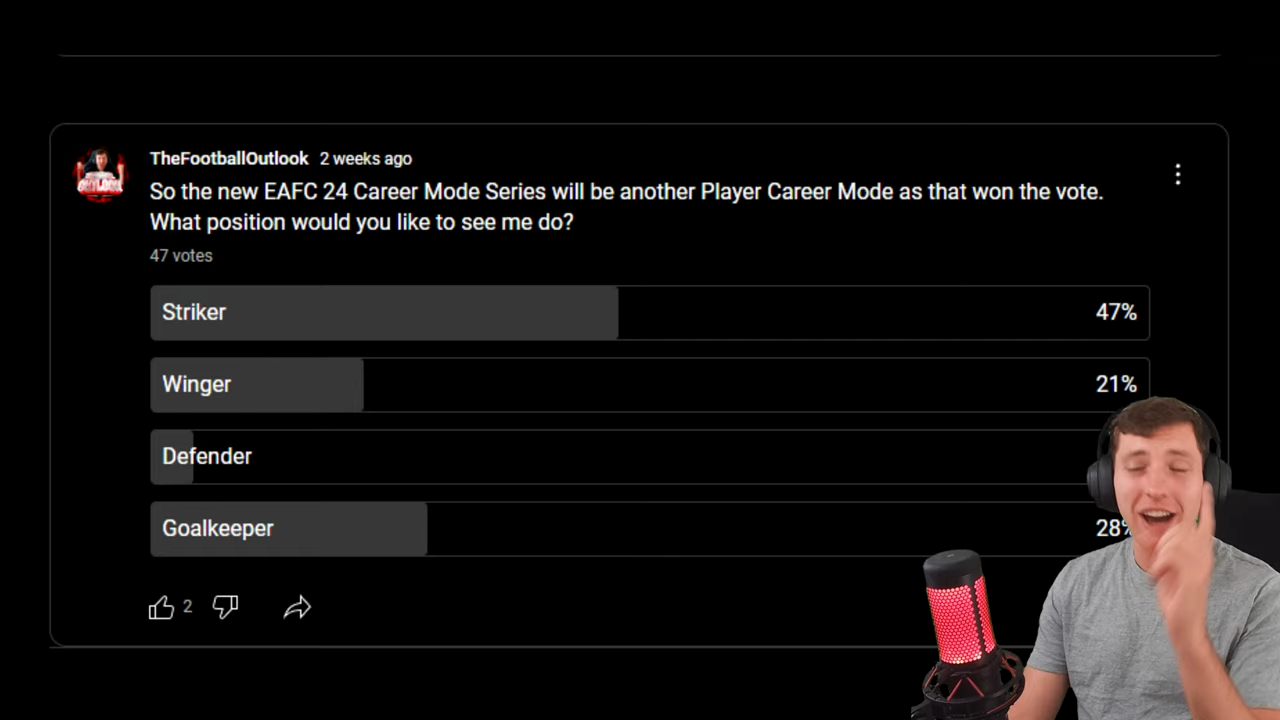 TheFootballOutlook 2 weeks ago
So the new EAFC 24 Career Mode Series will be another Player Career Mode as that won the vote.
What position would you like to see me do?
47 votes
Striker 47%
Winger 21%
Defender
Goalkeeper 28%
2